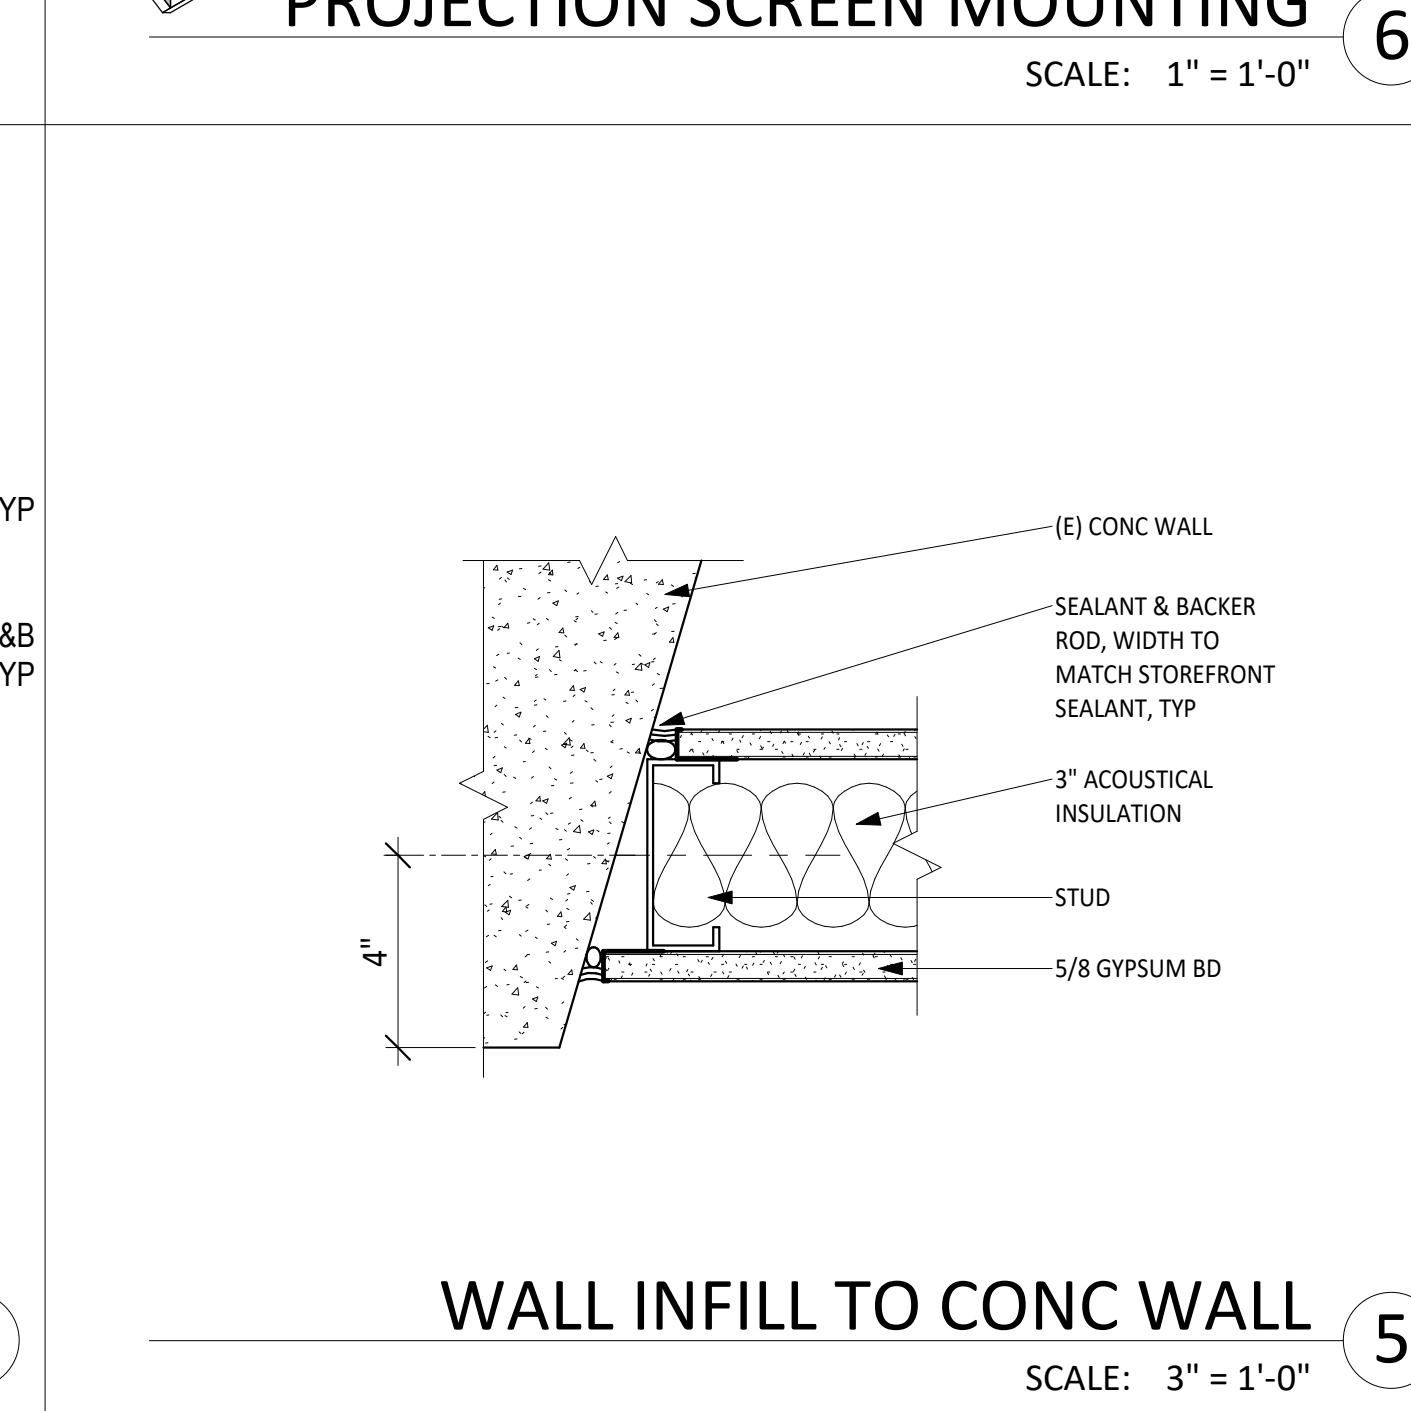 PROJECTION SCREEN MOUNTING
6
SCALE: 1" = 1'-0"
YP
&B
YP
(E) CONC WALL
SEALANT & BACKER
ROD, WIDTH TO
MATCH STOREFRONT
SEALANT, TYP
3" ACOUSTICAL
INSULATION
STUD
5/8 GYPSUM BD
4"
WALL INFILL TO CONC WALL
5
SCALE: 3" = 1'-0"